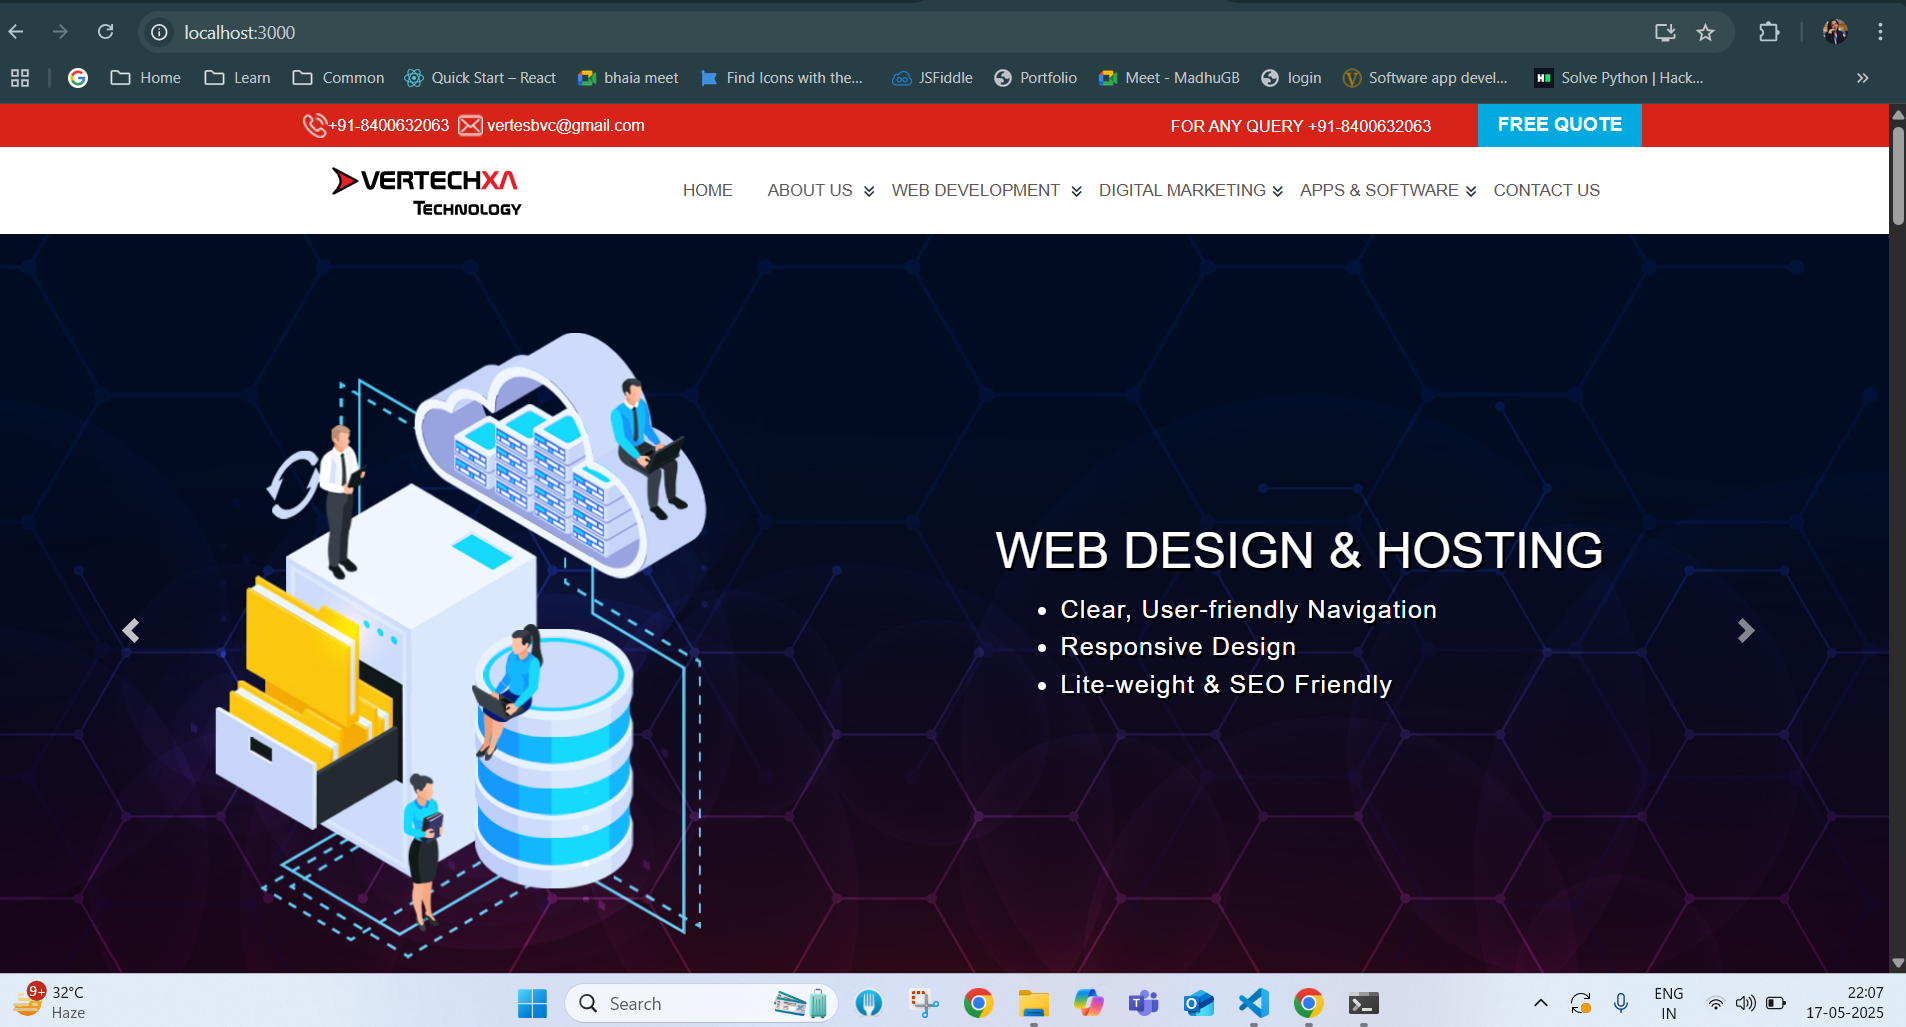 localhost:3000
Home Learn Common Quick Start – React bhaia meet Find Icons with the... JSFiddle Portfolio Meet - MadhuGB login Software app devel... Solve Python | Hack...
+91-8400632063 vertesbvc@gmail.com FOR ANY QUERY +91-8400632063 FREE QUOTE
VERTECHXA
TECHNOLOGY
HOME ABOUT US WEB DEVELOPMENT DIGITAL MARKETING APPS & SOFTWARE CONTACT US
WEB DESIGN & HOSTING
• Clear, User-friendly Navigation
• Responsive Design
• Lite-weight & SEO Friendly
9+ 32°C
Haze
Search
ENG
IN
22:07
17-05-2025